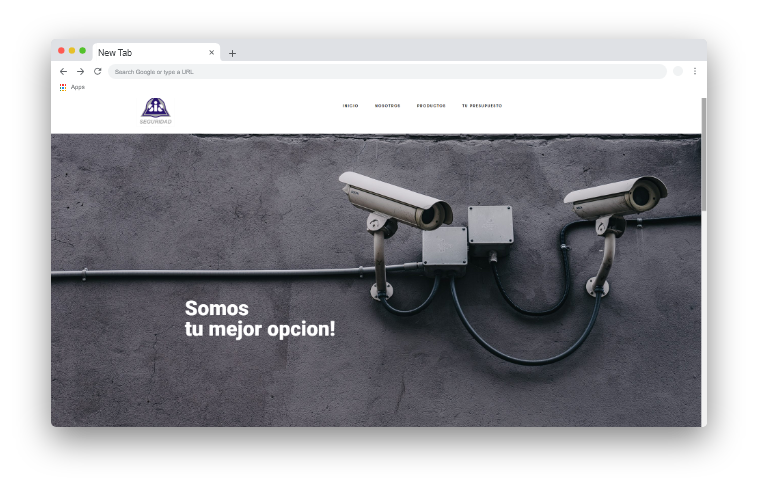 New Tab
Search Google or type a URL
Apps
SEGURIDAD
INICIO NOSOTROS PRODUCTOS TU PRESUPUESTO
Somos
tu mejor opcion!